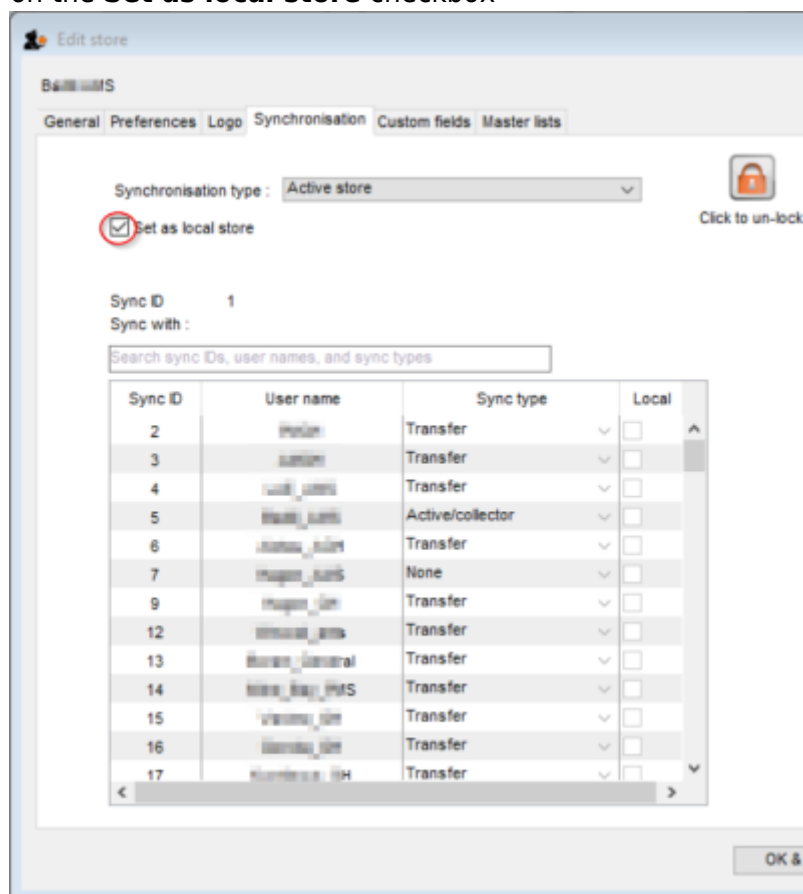 on the Set as local store checkbox
Edit store
General Preferences Logo Synchronisation Custom fields Master lists
Synchronisation type : Active store
Set as local store
Click to un-lock
Sync ID 1
Sync with :
Search sync IDs, user names, and sync types
Sync ID User name Sync type Local
2 Transfer
3 Transfer
4 Transfer
5 Active/collector
6 Transfer
7 None
9 Transfer
12 Transfer
13 Transfer
14 Transfer
15 Transfer
16 Transfer
17 Transfer
OK &